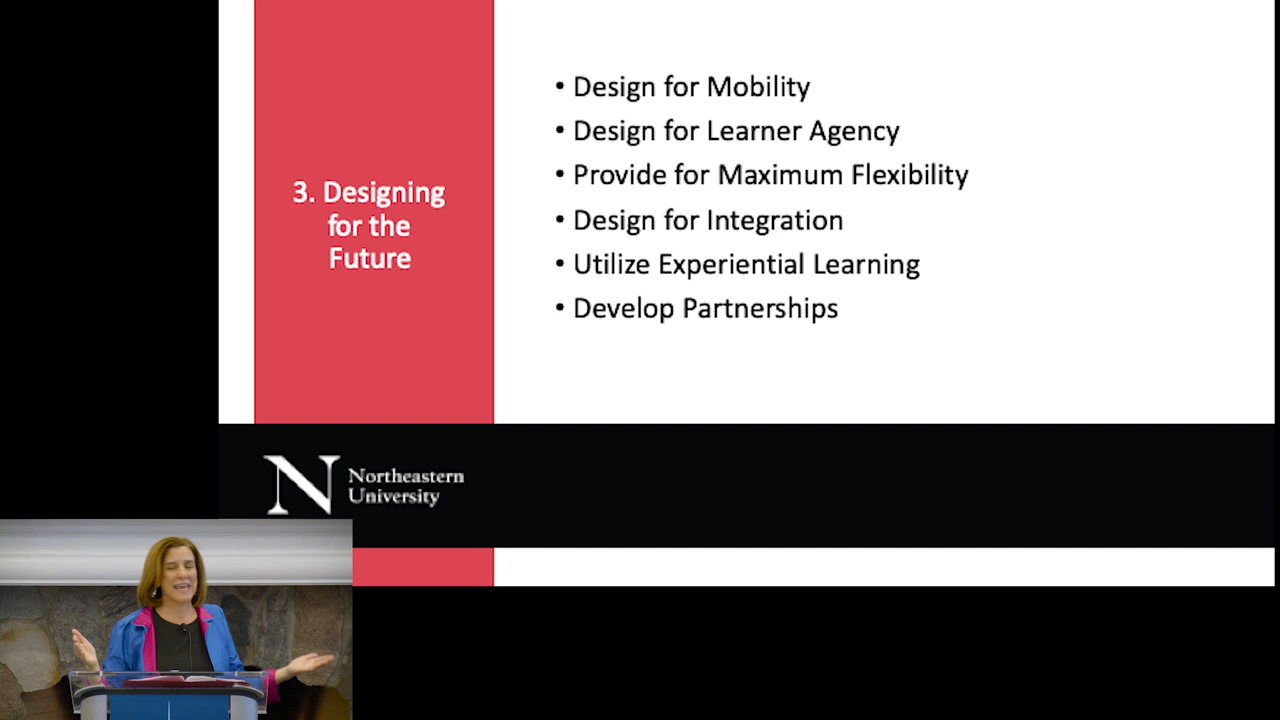 3. Designing
for the
Future
• Design for Mobility
• Design for Learner Agency
• Provide for Maximum Flexibility
• Design for Integration
• Utilize Experiential Learning
• Develop Partnerships
N Northeastern
University